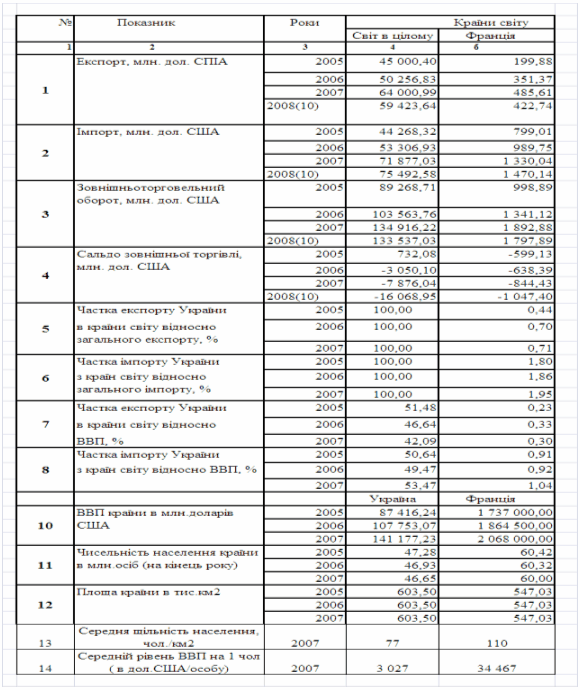 № Показник Роки Країни світу
Світ в цілому Франція
1 2 3 4 6
1 Експорт, млн. дол. США 2005 45 000,40 199,88
2006 50 256,83 351,37
2007 64 000,99 485,61
2008(10) 59 423,64 422,74
2 Імпорт, млн. дол. США 2005 44 268,32 799,01
2006 53 306,93 989,75
2007 71 877,03 1 330,04
2008(10) 75 492,58 1 470,14
3 Зовнішньоторговельний 2005 89 268,71 998,89
оборот, млн. дол. США
2006 103 563,76 1 341,12
2007 134 916,22 1 892,88
2008(10) 133 537,03 1 797,89
4 Сальдо зовнішньої торгівлі, 2005 732,08 -599,13
млн. дол. США 2006 -3 050,10 -638,39
2007 -7 876,04 -844,43
2008(10) -16 068,95 -1 047,40
5 Частка експорту України 2005 100,00 0,44
в країни світу відносно 2006 100,00 0,70
загального експорту, %
2007 100,00 0,71
6 Частка імпорту України 2005 100,00 1,80
з країн світу відносно 2006 100,00 1,86
загального імпорту, %
2007 100,00 1,95
7 Частка експорту України 2005 51,48 0,23
в країни світу відносно 2006 46,64 0,33
ВВП, % 2007 42,09 0,30
8 Частка імпорту України 2005 50,64 0,91
з країн світу відносно ВВП, % 2006 49,47 0,92
2007 53,47 1,04
Україна Франція
10 ВВП країни в млн.доларів 2005 87 416,24 1 737 000,00
США 2006 107 753,07 1 864 500,00
2007 141 177,23 2 068 000,00
11 Чисельність населення країни 2005 47,28 60,42
в млн.осіб (на кінець року) 2006 46,93 60,32
2007 46,65 60,00
12 Площа країни в тис.км2 2005 603,50 547,03
2006 603,50 547,03
2007 603,50 547,03
13 Середня щільність населення, 2007 77 110
чол./км2
14 Середній рівень ВВП на 1 чол 2007 3 027 34 467
( в дол.США/особу)